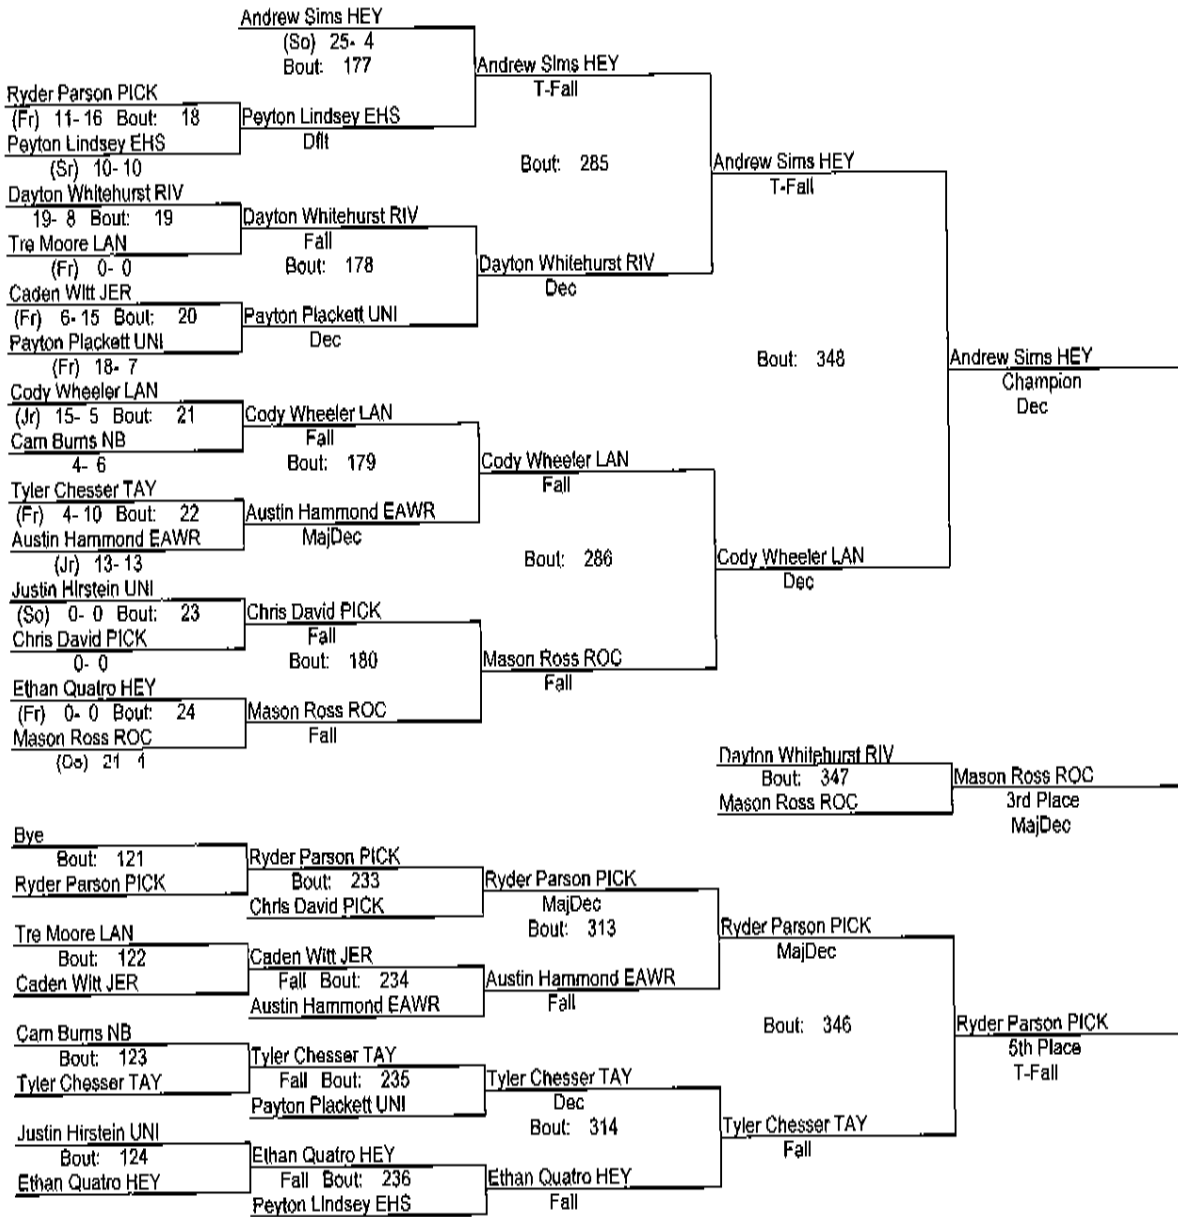 Andrew Sims HEY
(So) 25- 4
Bout: 177
Andrew Sims HEY
T-Fall
Ryder Parson PICK
(Fr) 11- 16 Bout: 18
Peyton Lindsey EHS
Dflt
Peyton Lindsey EHS
(Sr) 10- 10
Bout: 285
Andrew Sims HEY
T-Fall
Dayton Whitehurst RIV
19- 8 Bout: 19
Dayton Whitehurst RIV
Fall
Tre Moore LAN
(Fr) 0- 0
Bout: 178
Dayton Whitehurst RIV
Dec
Caden Witt JER
(Fr) 6- 15 Bout: 20
Payton Plackett UNI
Dec
Payton Plackett UNI
(Fr) 18- 7
Bout: 348
Andrew Sims HEY
Champion
Dec
Cody Wheeler LAN
(Jr) 15- 5 Bout: 21
Cody Wheeler LAN
Fall
Cam Burns NB
4- 6
Bout: 179
Cody Wheeler LAN
Fall
Tyler Chesser TAY
(Fr) 4- 10 Bout: 22
Austin Hammond EAWR
MajDec
Austin Hammond EAWR
(Jr) 13- 13
Bout: 286
Cody Wheeler LAN
Dec
Justin Hirstein UNI
(So) 0- 0 Bout: 23
Chris David PICK
Fall
Chris David PICK
0- 0
Bout: 180
Mason Ross ROC
Fall
Ethan Quatro HEY
(Fr) 0- 0 Bout: 24
Mason Ross ROC
Fall
Mason Ross ROC
21
Dayton Whitehurst RIV
Bout: 347
Mason Ross ROC
Mason Ross ROC
3rd Place
MajDec
Bye
Bout: 121
Ryder Parson PICK
Ryder Parson PICK
Bout: 233
Chris David PICK
Ryder Parson PICK
MajDec
Bout: 313
Ryder Parson PICK
MajDec
Tre Moore LAN
Bout: 122
Caden Witt JER
Caden Witt JER
Fall Bout: 234
Austin Hammond EAWR
Austin Hammond EAWR
Fall
Bout: 346
Ryder Parson PICK
5th Place
T-Fall
Cam Burns NB
Bout: 123
Tyler Chesser TAY
Tyler Chesser TAY
Fall Bout: 235
Payton Plackett UNI
Tyler Chesser TAY
Dec
Bout: 314
Tyler Chesser TAY
Fall
Justin Hirstein UNI
Bout: 124
Ethan Quatro HEY
Ethan Quatro HEY
Fall Bout: 236
Peyton Lindsey EHS
Ethan Quatro HEY
Fall